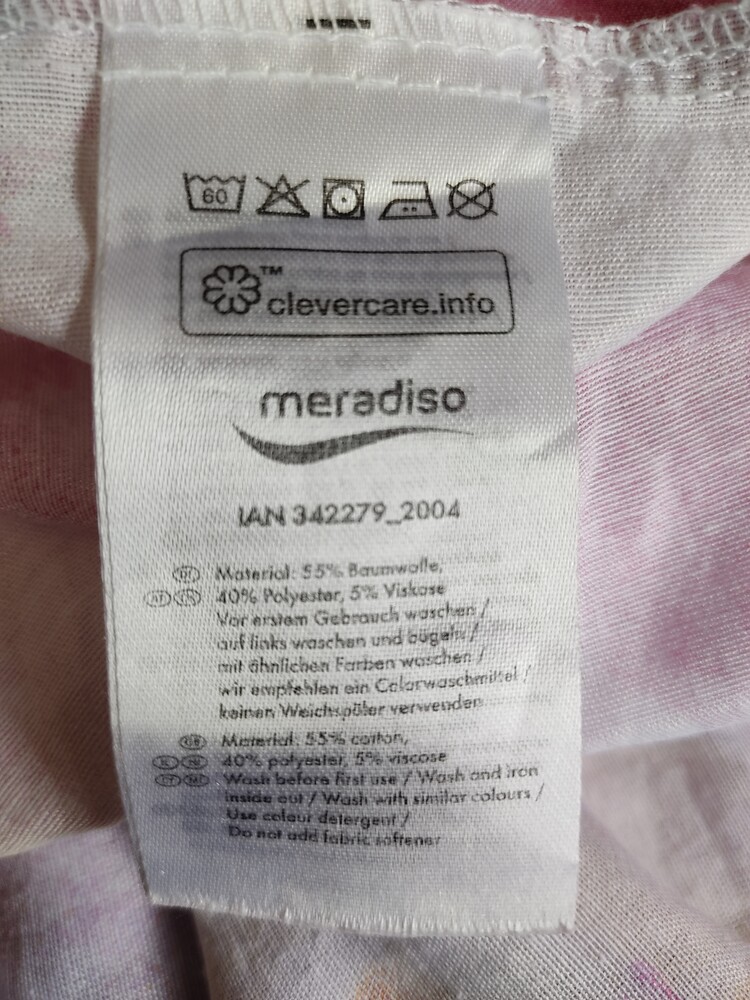 60
™
clevercare.info
meradiso
IAN 342279_2004
Material: 55% Baumwolle,
40% Polyester, 5% Viskose
Vor erstem Gebrauch waschen /
auf links waschen und bügeln /
mit ähnlichen Farben waschen /
wir empfehlen ein Colorwaschmittel /
keinen Weichspüler verwenden
GB Material: 55% cotton,
40% polyester, 5% viscose
Wash before first use / Wash and iron
inside out / Wash with similar colours /
Use colour detergent /
Do not add fabric softener